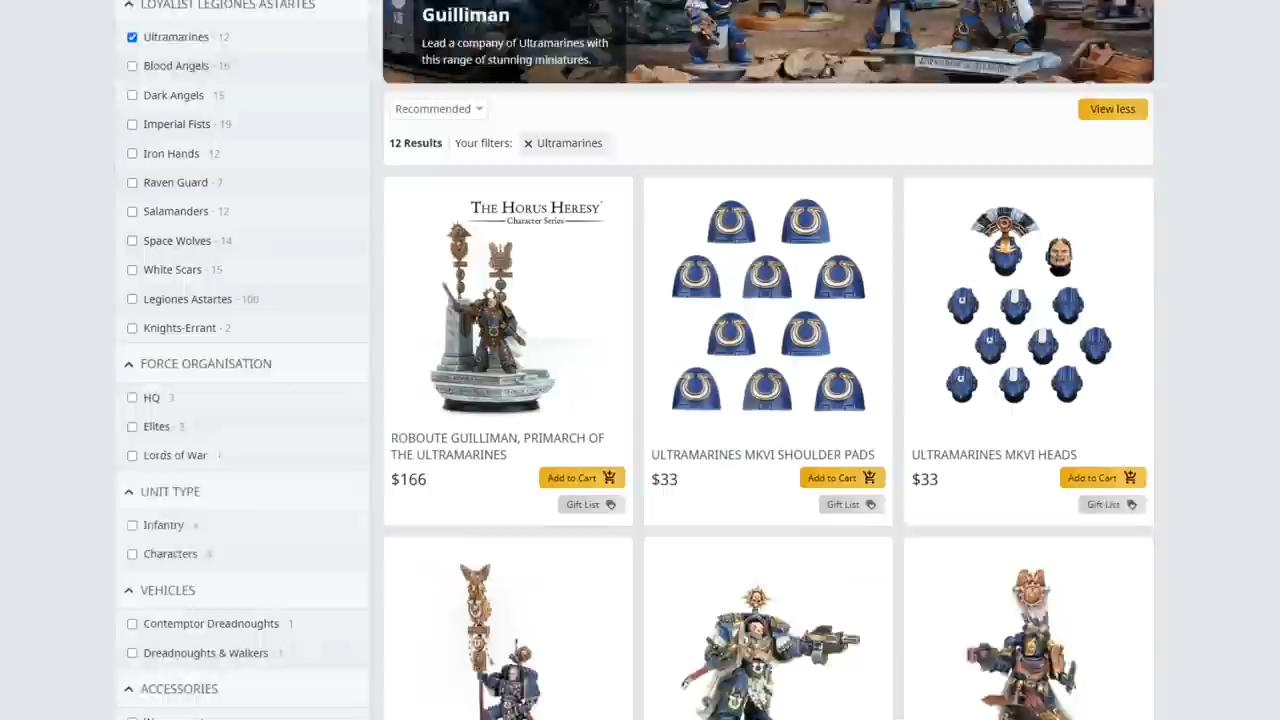 LOYALIST LEGIONES ASTARTES
Ultramarines - 12
Blood Angels - 16
Dark Angels 15
Imperial Fists - 19
Iron Hands 12
Raven Guard - 7
Salamanders - 12
Space Wolves - 14
White Scars - 15
Legiones Astartes - 100
Knights-Errant - 2
FORCE ORGANISATION
HQ 3
Elites - 3
Lords of War
UNIT TYPE
Infantry
Characters
VEHICLES
Contemptor Dreadnoughts 1
Dreadnoughts & Walkers
ACCESSORIES
Guilliman
Lead a company of Ultramarines with
this range of stunning miniatures.
Recommended
View less
12 Results Your filters: Ultramarines
THE HORUS HERESY
Character Series
ROBOUTE GUILLIMAN, PRIMARCH OF
THE ULTRAMARINES
$166
Add to Cart
Gift List
ULTRAMARINES MKVI SHOULDER PADS
$33
Add to Cart
Gift List
ULTRAMARINES MKVI HEADS
$33
Add to Cart
Gift List